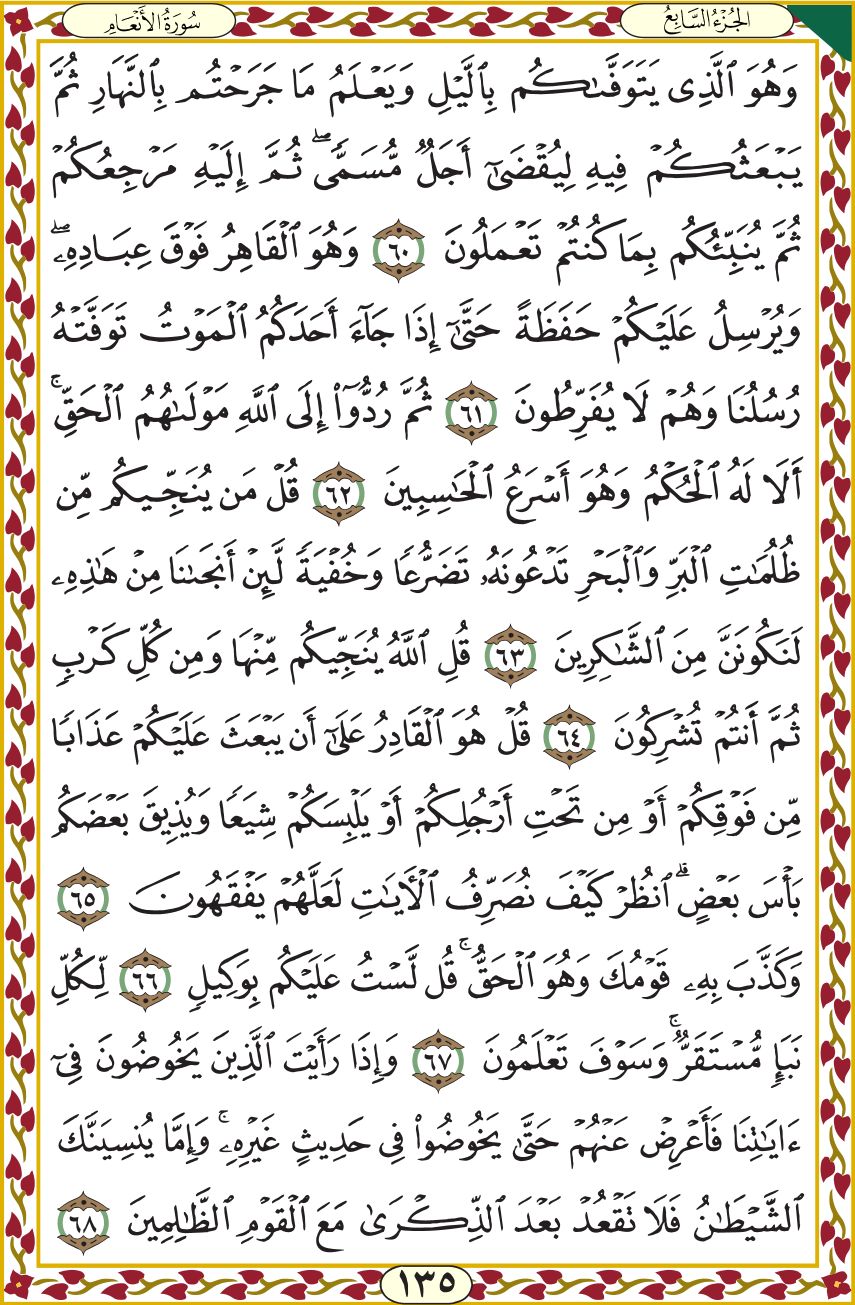 الجُزْءُ السَّابِعُ
سُورَةُ الأَنْعَام
وَهُوَ ٱلَّذِى يَتَوَفَّىٰكُم بِٱلَّيْلِ وَيَعْلَمُ مَا جَرَحْتُم بِٱلنَّهَارِ ثُمَّ
يَبْعَثُكُمْ فِيهِ لِيُقْضَىٰٓ أَجَلٌ مُّسَمًّى ۖ ثُمَّ إِلَيْهِ مَرْجِعُكُمْ
ثُمَّ يُنَبِّئُكُم بِمَا كُنتُمْ تَعْمَلُونَ ٦٠ وَهُوَ ٱلْقَاهِرُ فَوْقَ عِبَادِهِۦ ۖ
وَيُرْسِلُ عَلَيْكُمْ حَفَظَةً حَتَّىٰٓ إِذَا جَآءَ أَحَدَكُمُ ٱلْمَوْتُ تَوَفَّتْهُ
رُسُلُنَا وَهُمْ لَا يُفَرِّطُونَ ٦١ ثُمَّ رُدُّوٓا۟ إِلَى ٱللَّهِ مَوْلَىٰهُمُ ٱلْحَقِّ ۚ
أَلَا لَهُ ٱلْحُكْمُ وَهُوَ أَسْرَعُ ٱلْحَٰسِبِينَ ٦٢ قُلْ مَن يُنَجِّيكُم مِّن
ظُلُمَٰتِ ٱلْبَرِّ وَٱلْبَحْرِ تَدْعُونَهُۥ تَضَرُّعًا وَخُفْيَةً لَّئِنْ أَنجَىٰنَا مِنْ هَٰذِهِۦ
لَنَكُونَنَّ مِنَ ٱلشَّٰكِرِينَ ٦٣ قُلِ ٱللَّهُ يُنَجِّيكُم مِّنْهَا وَمِن كُلِّ كَرْبٍ
ثُمَّ أَنتُمْ تُشْرِكُونَ ٦٤ قُلْ هُوَ ٱلْقَادِرُ عَلَىٰٓ أَن يَبْعَثَ عَلَيْكُمْ عَذَابًا
مِّن فَوْقِكُمْ أَوْ مِن تَحْتِ أَرْجُلِكُمْ أَوْ يَلْبِسَكُمْ شِيَعًا وَيُذِيقَ بَعْضَكُم
بَأْسَ بَعْضٍ ۗ ٱنظُرْ كَيْفَ نُصَرِّفُ ٱلْءَايَٰتِ لَعَلَّهُمْ يَفْقَهُونَ ٦٥
وَكَذَّبَ بِهِۦ قَوْمُكَ وَهُوَ ٱلْحَقُّ ۚ قُل لَّسْتُ عَلَيْكُم بِوَكِيلٍ ٦٦ لِّكُلِّ
نَبَإٍ مُّسْتَقَرٌّ ۚ وَسَوْفَ تَعْلَمُونَ ٦٧ وَإِذَا رَأَيْتَ ٱلَّذِينَ يَخُوضُونَ فِىٓ
ءَايَٰتِنَا فَأَعْرِضْ عَنْهُمْ حَتَّىٰ يَخُوضُوا۟ فِى حَدِيثٍ غَيْرِهِۦ ۚ وَإِمَّا يُنسِيَنَّكَ
ٱلشَّيْطَٰنُ فَلَا تَقْعُدْ بَعْدَ ٱلذِّكْرَىٰ مَعَ ٱلْقَوْمِ ٱلظَّٰلِمِينَ ٦٨
١٣٥